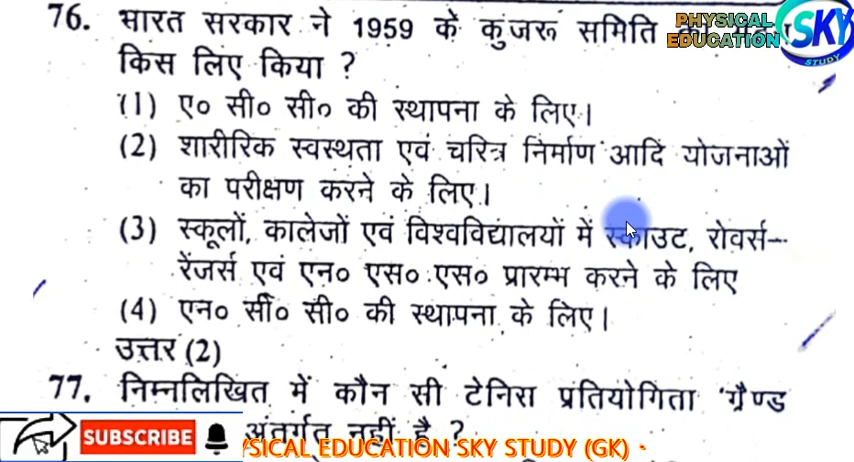 76. भारत सरकार ने 1959 के कुंजरू समिति का
PHYSICAL EDUCATION
SKY STUDY
किस लिए किया ?
(1) ए० सी० सी० की स्थापना के लिए।
(2) शारीरिक स्वस्थता एवं चरित्र निर्माण आदि योजनाओं
का परीक्षण करने के लिए।
(3) स्कूलों, कालेजों एवं विश्वविद्यालयों में स्काउट, रोवर्स–
रेंजर्स एवं एन० एस० एस० प्रारम्भ करने के लिए
(4) एन० सी० सी० की स्थापना के लिए।
उत्तर (2)
77. निम्नलिखित में कौन सी टेनिस प्रतियोगिता 'ग्रैण्ड
अंतर्गत नहीं है ?
SUBSCRIBE
YSICAL EDUCATION SKY STUDY (GK)